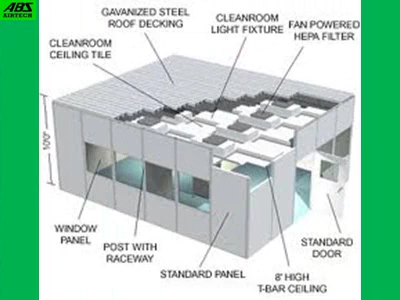 ABS
AIRTECH
GAVANIZED STEEL
ROOF DECKING
CLEANROOM
LIGHT FIXTURE
FAN POWERED
HEPA FILTER
CLEANROOM
CEILING TILE
10'0"
WINDOW
PANEL
POST WITH
RACEWAY
STANDARD PANEL
8' HIGH
T-BAR CEILING
STANDARD
DOOR